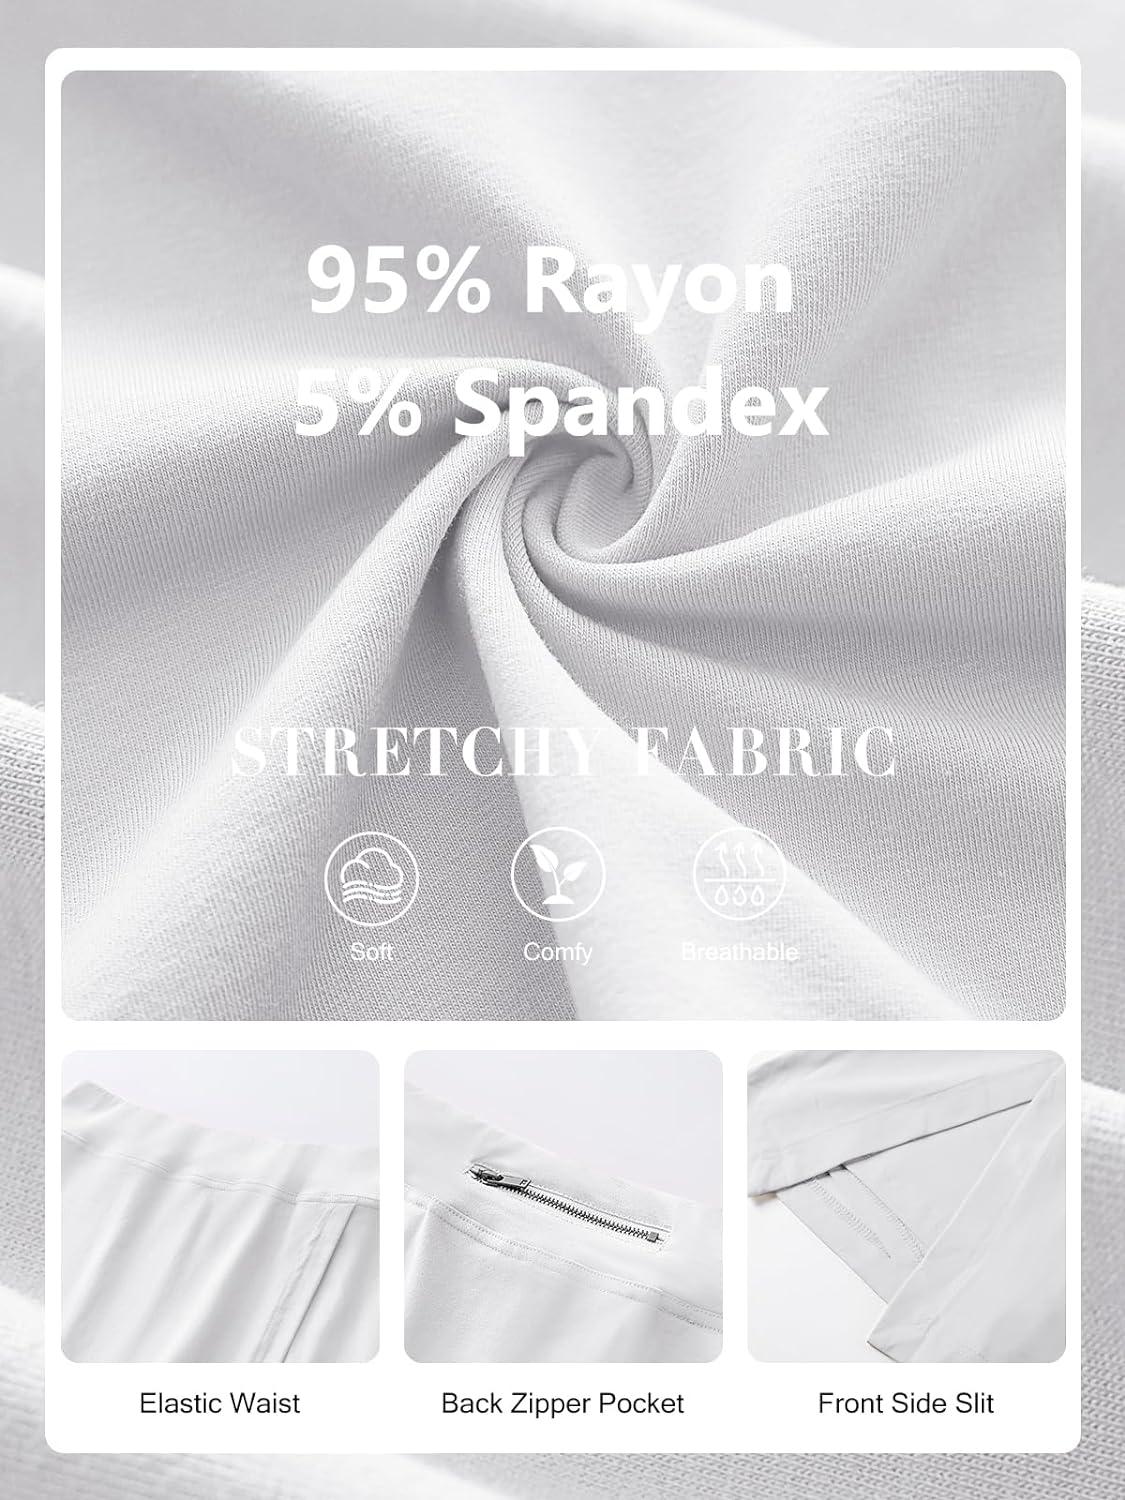 95% Rayon
5% Spandex
STRETCHY FABRIC
Soft
Comfy
Breathable
Elastic Waist
Back Zipper Pocket
Front Side Slit